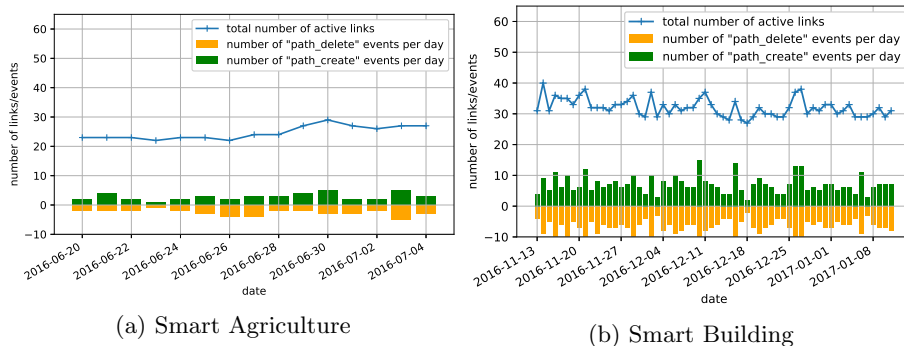 60
50
40
30
20
10
0
−10
number of links/events
total number of active links
number of "path_delete" events per day
number of "path_create" events per day
2016-06-20
2016-06-22
2016-06-24
2016-06-26
2016-06-28
2016-06-30
2016-07-02
2016-07-04
date
(a) Smart Agriculture
60
50
40
30
20
10
0
−10
number of links/events
total number of active links
number of "path_delete" events per day
number of "path_create" events per day
2016-11-13
2016-11-20
2016-11-27
2016-12-04
2016-12-11
2016-12-18
2016-12-25
2017-01-01
2017-01-08
date
(b) Smart Building